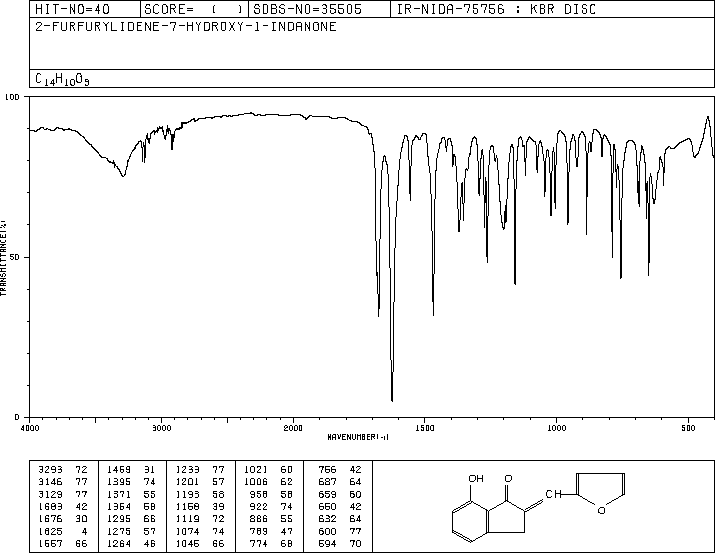 HIT-NO=40 SCORE= ( ) SDBS-NO=35505 IR-NIDA-75756 : KBR DISC
2-FURFURYLIDENE-7-HYDROXY-1-INDANONE
C14H10O3
100
50
0
TRANSMITTANCE(%)
4000 3000 2000 1500 1000 500
WAVENUMBER(-1)
3293 72 1469 31 1233 77 1021 60 756 42
3146 77 1395 74 1201 57 1006 62 687 64
3129 77 1371 55 1193 58 958 58 659 60
1683 42 1354 58 1158 39 922 74 650 42
1676 30 1295 66 1119 72 886 55 632 64
1625 4 1275 57 1074 74 789 47 600 77
1557 66 1264 46 1045 66 774 68 594 70
OH O CH O